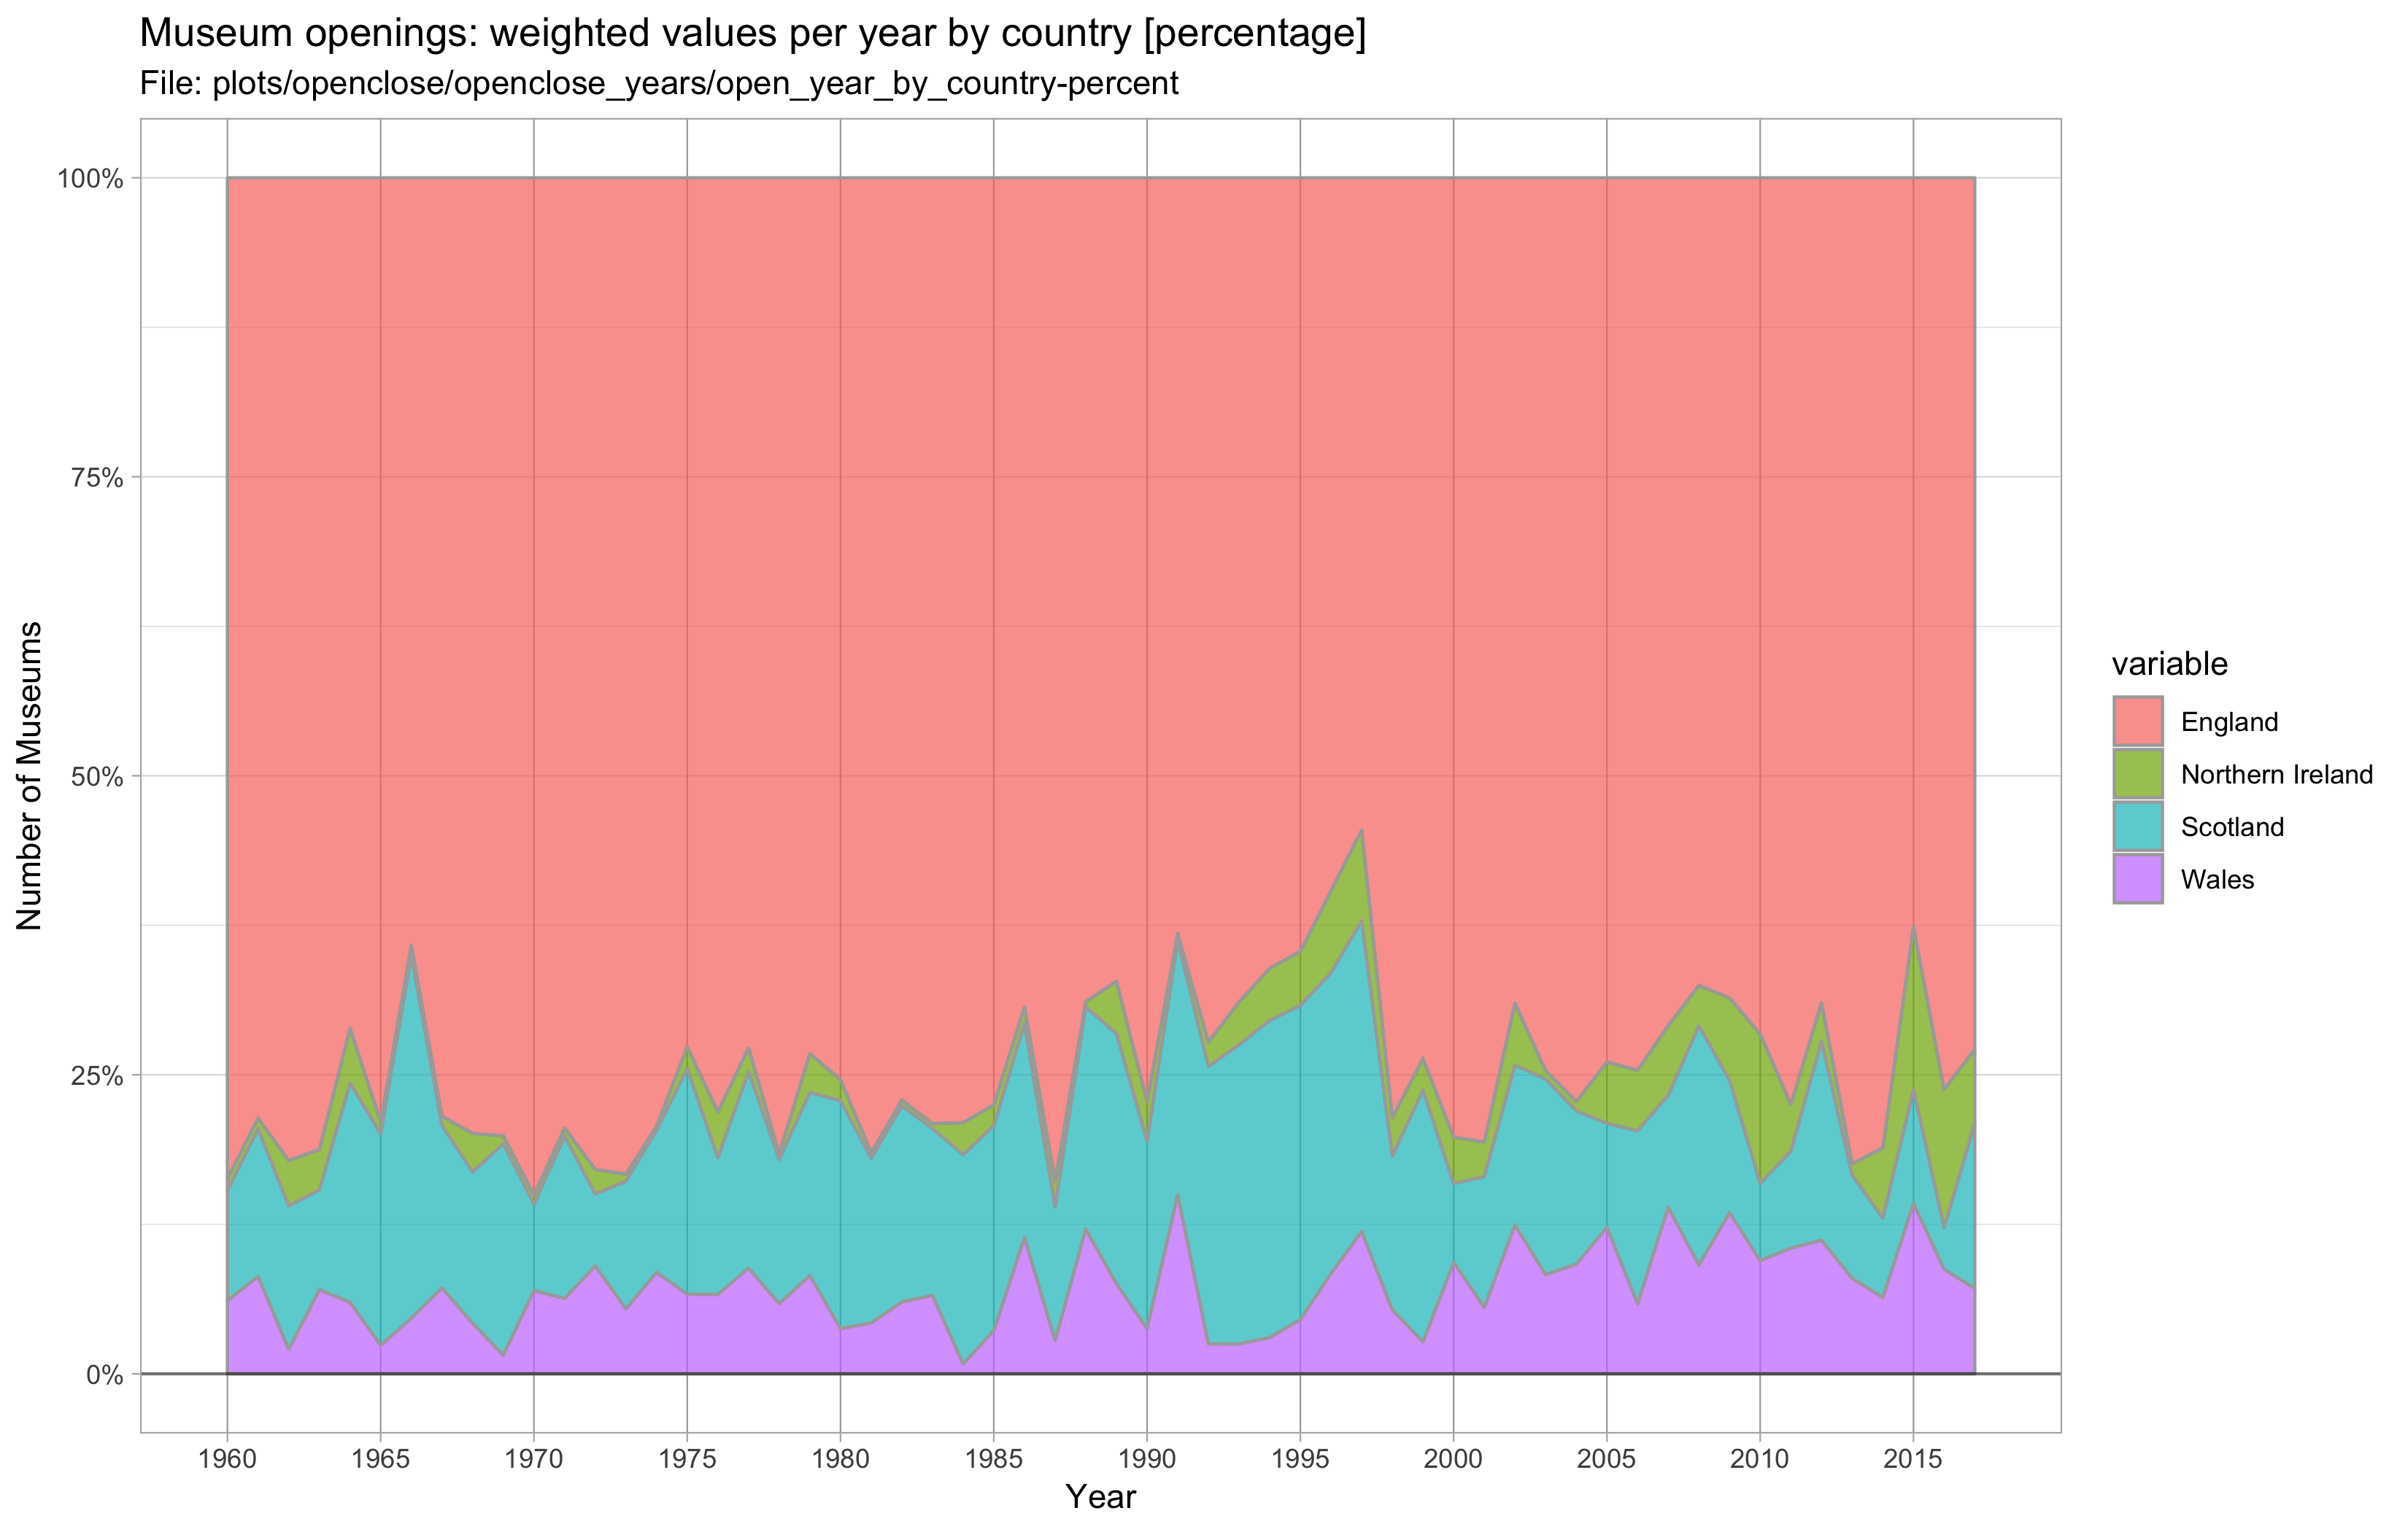 Museum openings: weighted values per year by country [percentage]
File: plots/openclose/openclose_years/open_year_by_country-percent
Number of Museums
100%
75%
50%
25%
0%
1960 1965 1970 1975 1980 1985 1990 1995 2000 2005 2010 2015
Year
variable
England
Northern Ireland
Scotland
Wales